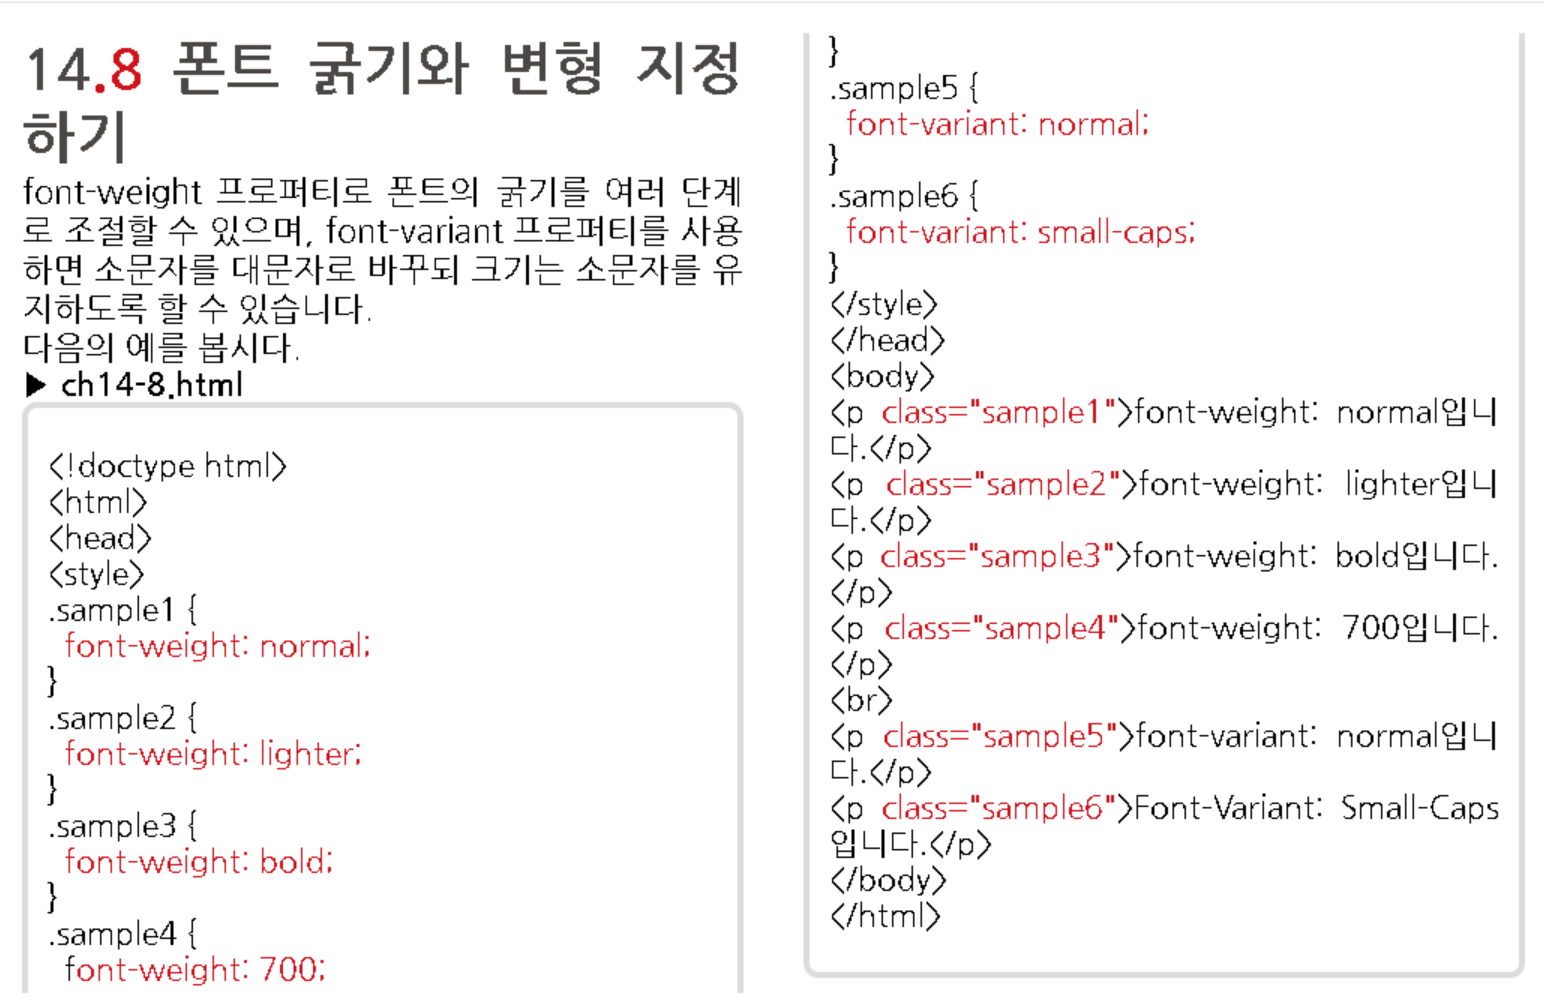 14.8 폰트 굵기와 변형 지정
하기
font-weight 프로퍼티로 폰트의 굵기를 여러 단계
로 조절할 수 있으며, font-variant 프로퍼티를 사용
하면 소문자를 대문자로 바꾸되 크기는 소문자를 유
지하도록 할 수 있습니다.
다음의 예를 봅시다.
▶ ch14-8.html
<!doctype html>
<html>
<head>
<style>
.sample1 {
font-weight: normal;
}
.sample2 {
font-weight: lighter;
}
.sample3 {
font-weight: bold;
}
.sample4 {
font-weight: 700;
}
.sample5 {
font-variant: normal;
}
.sample6 {
font-variant: small-caps;
}
</style>
</head>
<body>
<p class="sample1">font-weight: normal입니
다.</p>
<p class="sample2">font-weight: lighter입니
다.</p>
<p class="sample3">font-weight: bold입니다.
</p>
<p class="sample4">font-weight: 700입니다.
</p>
<br>
<p class="sample5">font-variant: normal입니
다.</p>
<p class="sample6">Font-Variant: Small-Caps
입니다.</p>
</body>
</html>